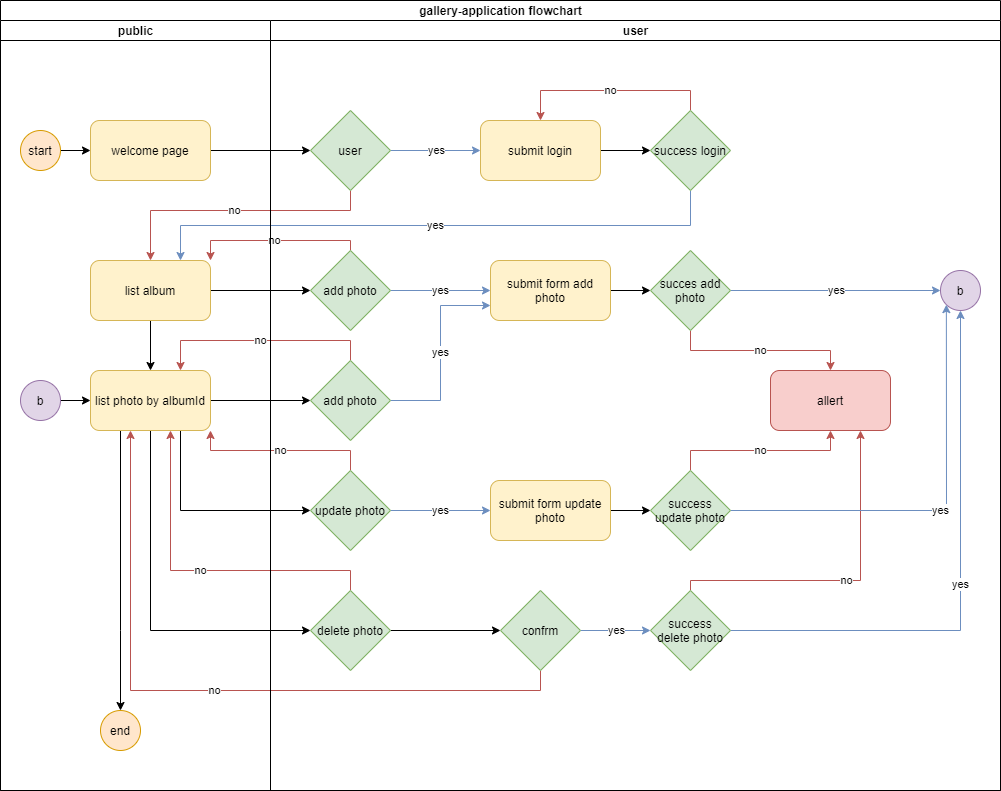 gallery-application flowchart
public
user
no
start
welcome page
user
yes
submit login
success login
no
yes
no
list album
add photo
yes
submit form add
photo
succes add
photo
yes
b
no
yes
no
b
list photo by albumId
add photo
allert
no
no
update photo
yes
submit form update
photo
success
update photo
yes
no
no
yes
delete photo
confrm
yes
success
delete photo
no
end